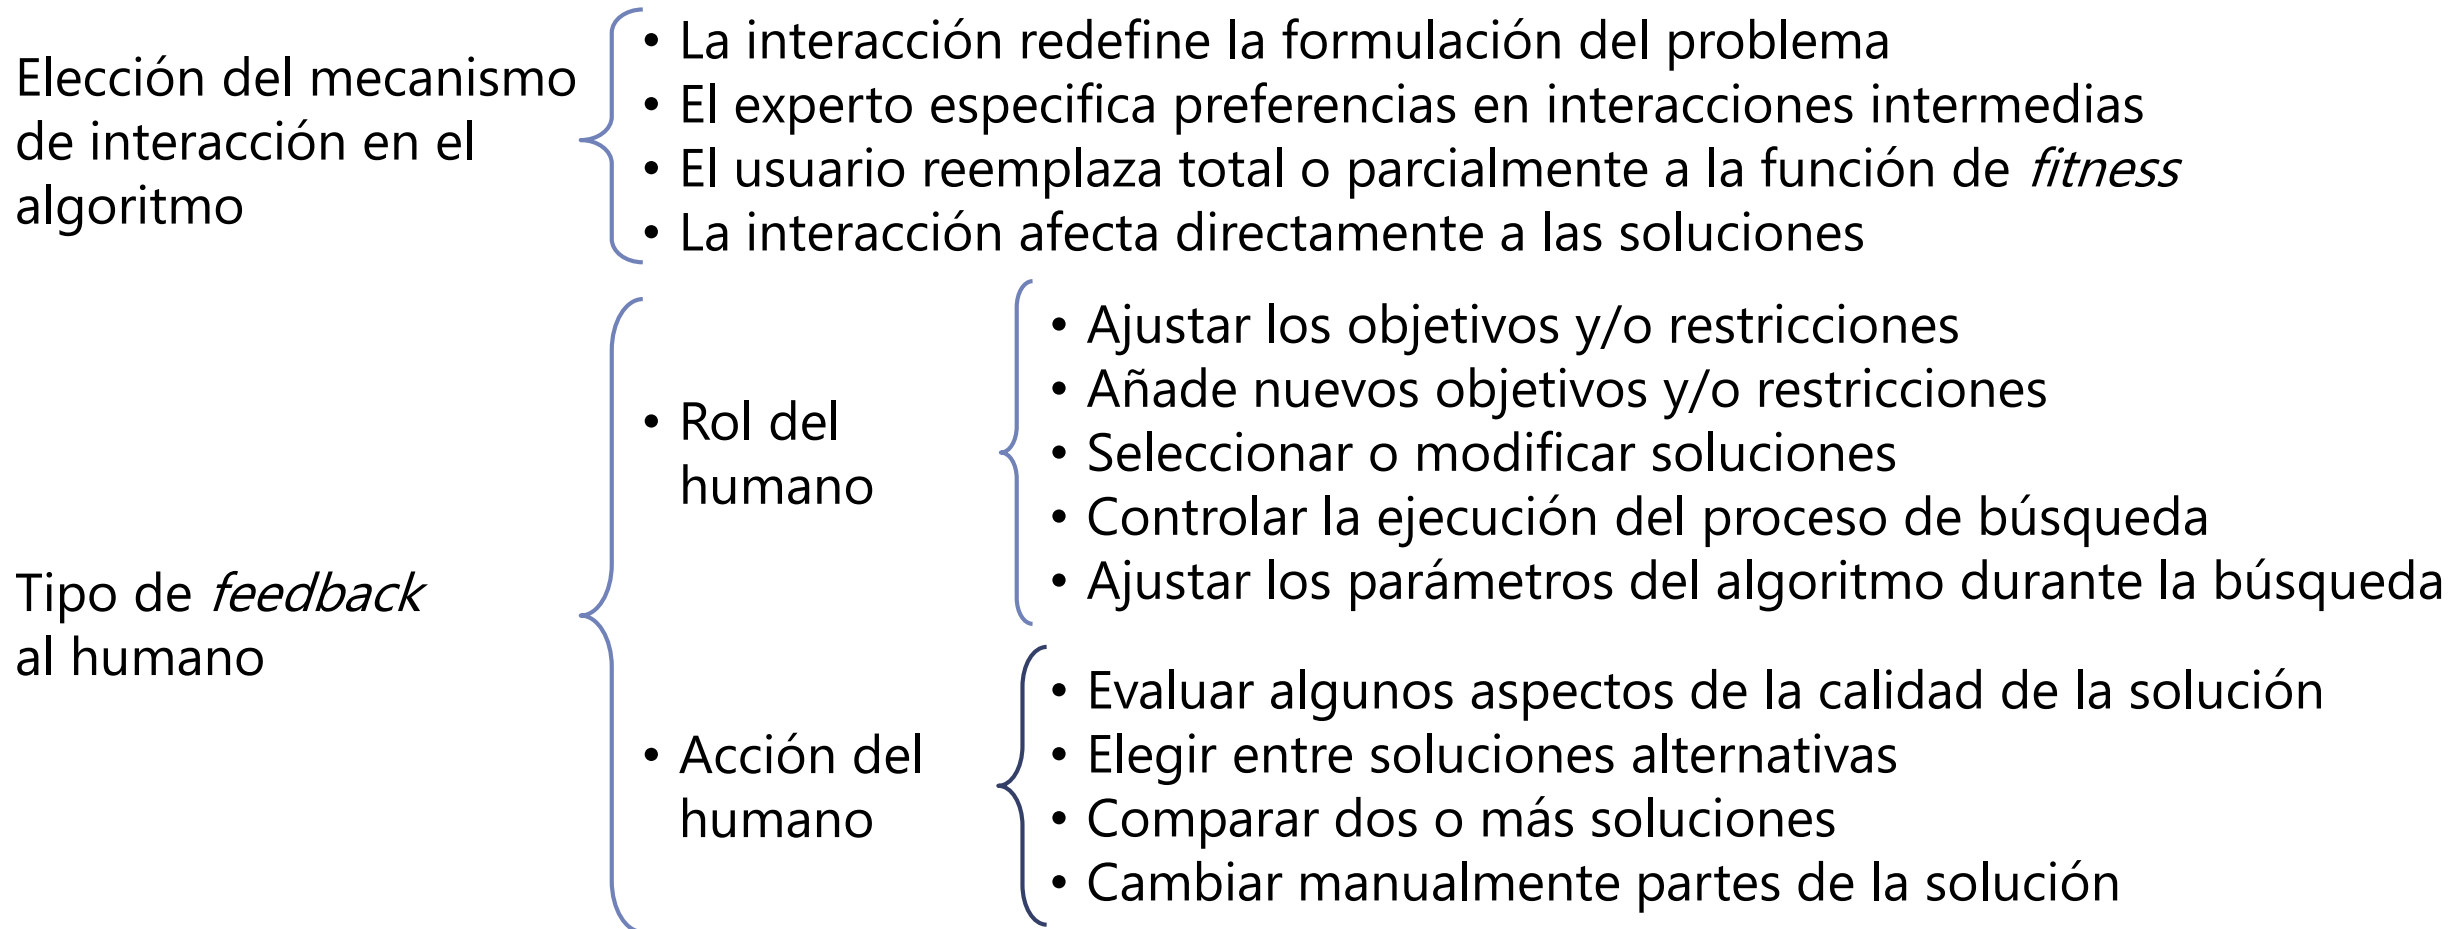 Elección del mecanismo
de interacción en el
algoritmo
• La interacción redefine la formulación del problema
• El experto especifica preferencias en interacciones intermedias
• El usuario reemplaza total o parcialmente a la función de fitness
• La interacción afecta directamente a las soluciones
Tipo de feedback
al humano
• Rol del
humano
• Ajustar los objetivos y/o restricciones
• Añade nuevos objetivos y/o restricciones
• Seleccionar o modificar soluciones
• Controlar la ejecución del proceso de búsqueda
• Ajustar los parámetros del algoritmo durante la búsqueda
• Acción del
humano
• Evaluar algunos aspectos de la calidad de la solución
• Elegir entre soluciones alternativas
• Comparar dos o más soluciones
• Cambiar manualmente partes de la solución